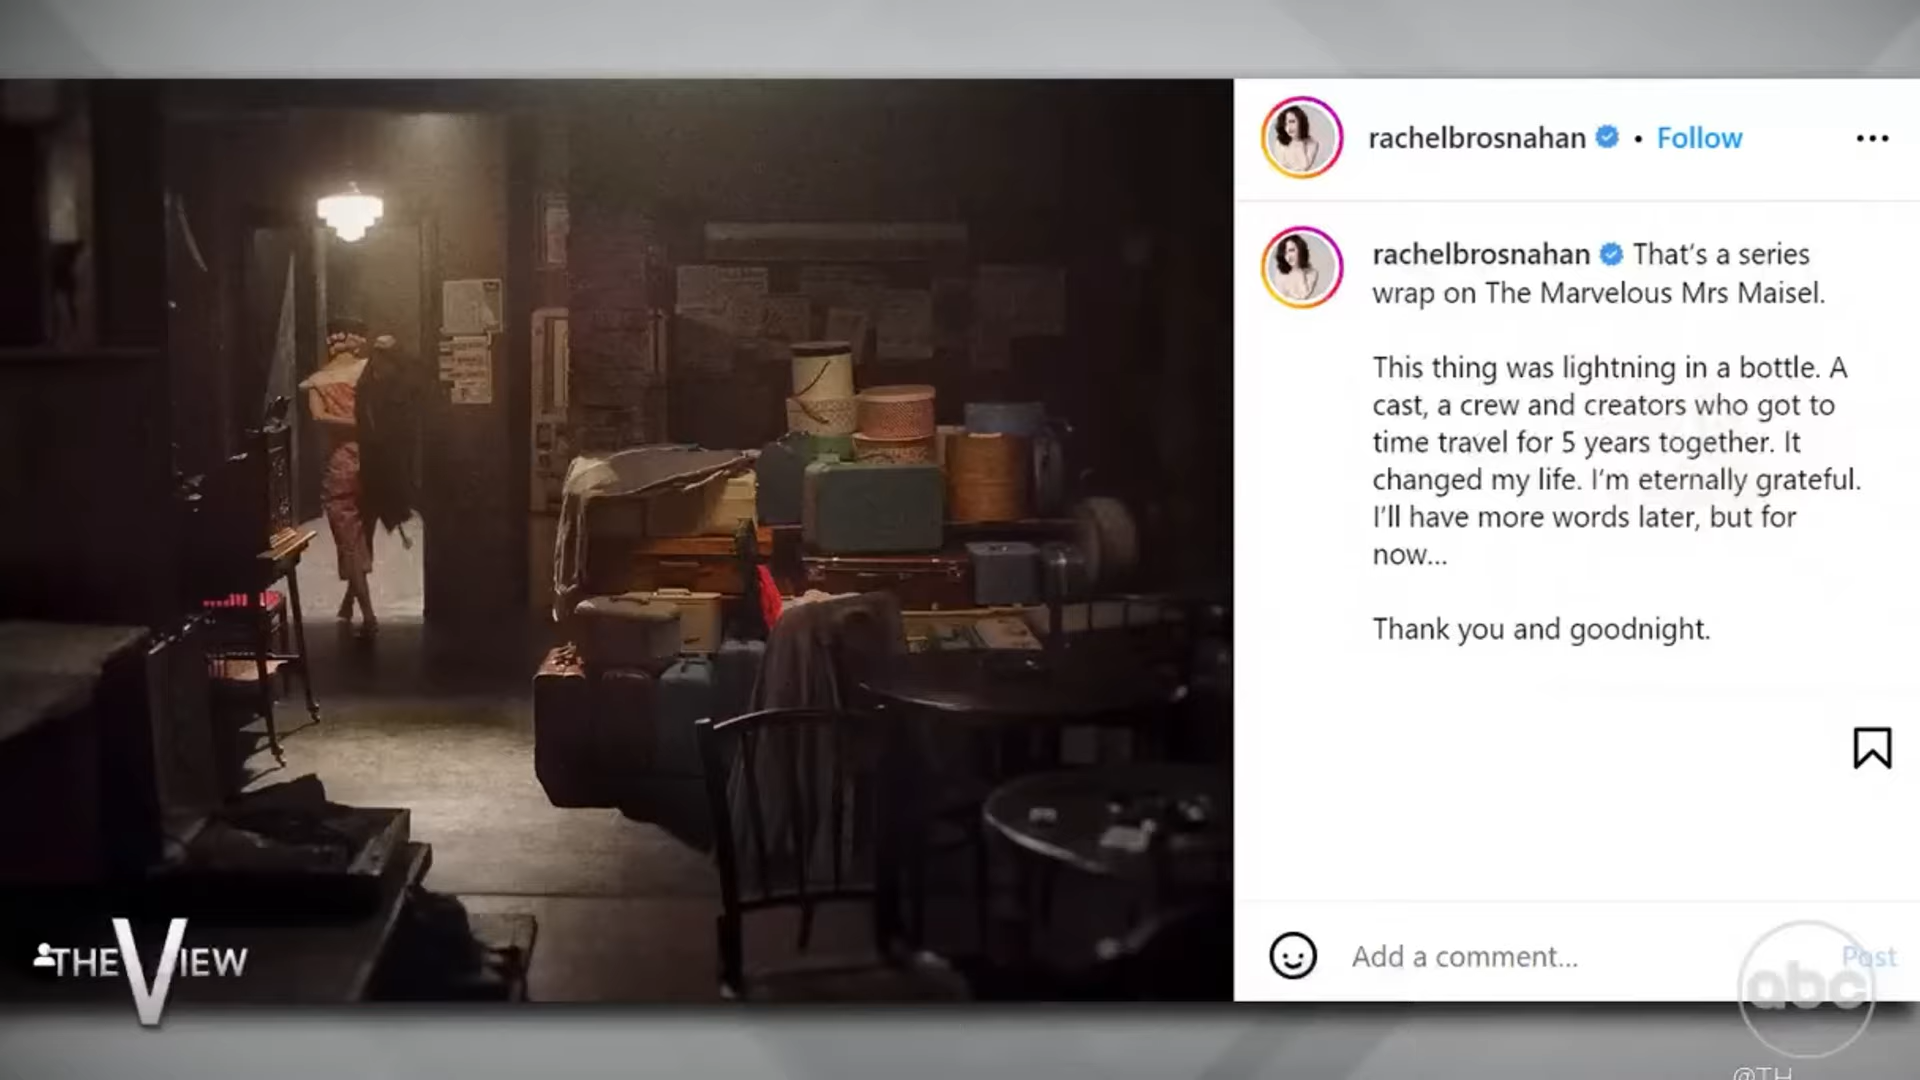 rachelbrosnahan • Follow
rachelbrosnahan That's a series
wrap on The Marvelous Mrs Maisel.
This thing was lightning in a bottle. A
cast, a crew and creators who got to
time travel for 5 years together. It
changed my life. I'm eternally grateful.
I'll have more words later, but for
now...
Thank you and goodnight.
Add a comment...
Post
THE VIEW
abc
@TH